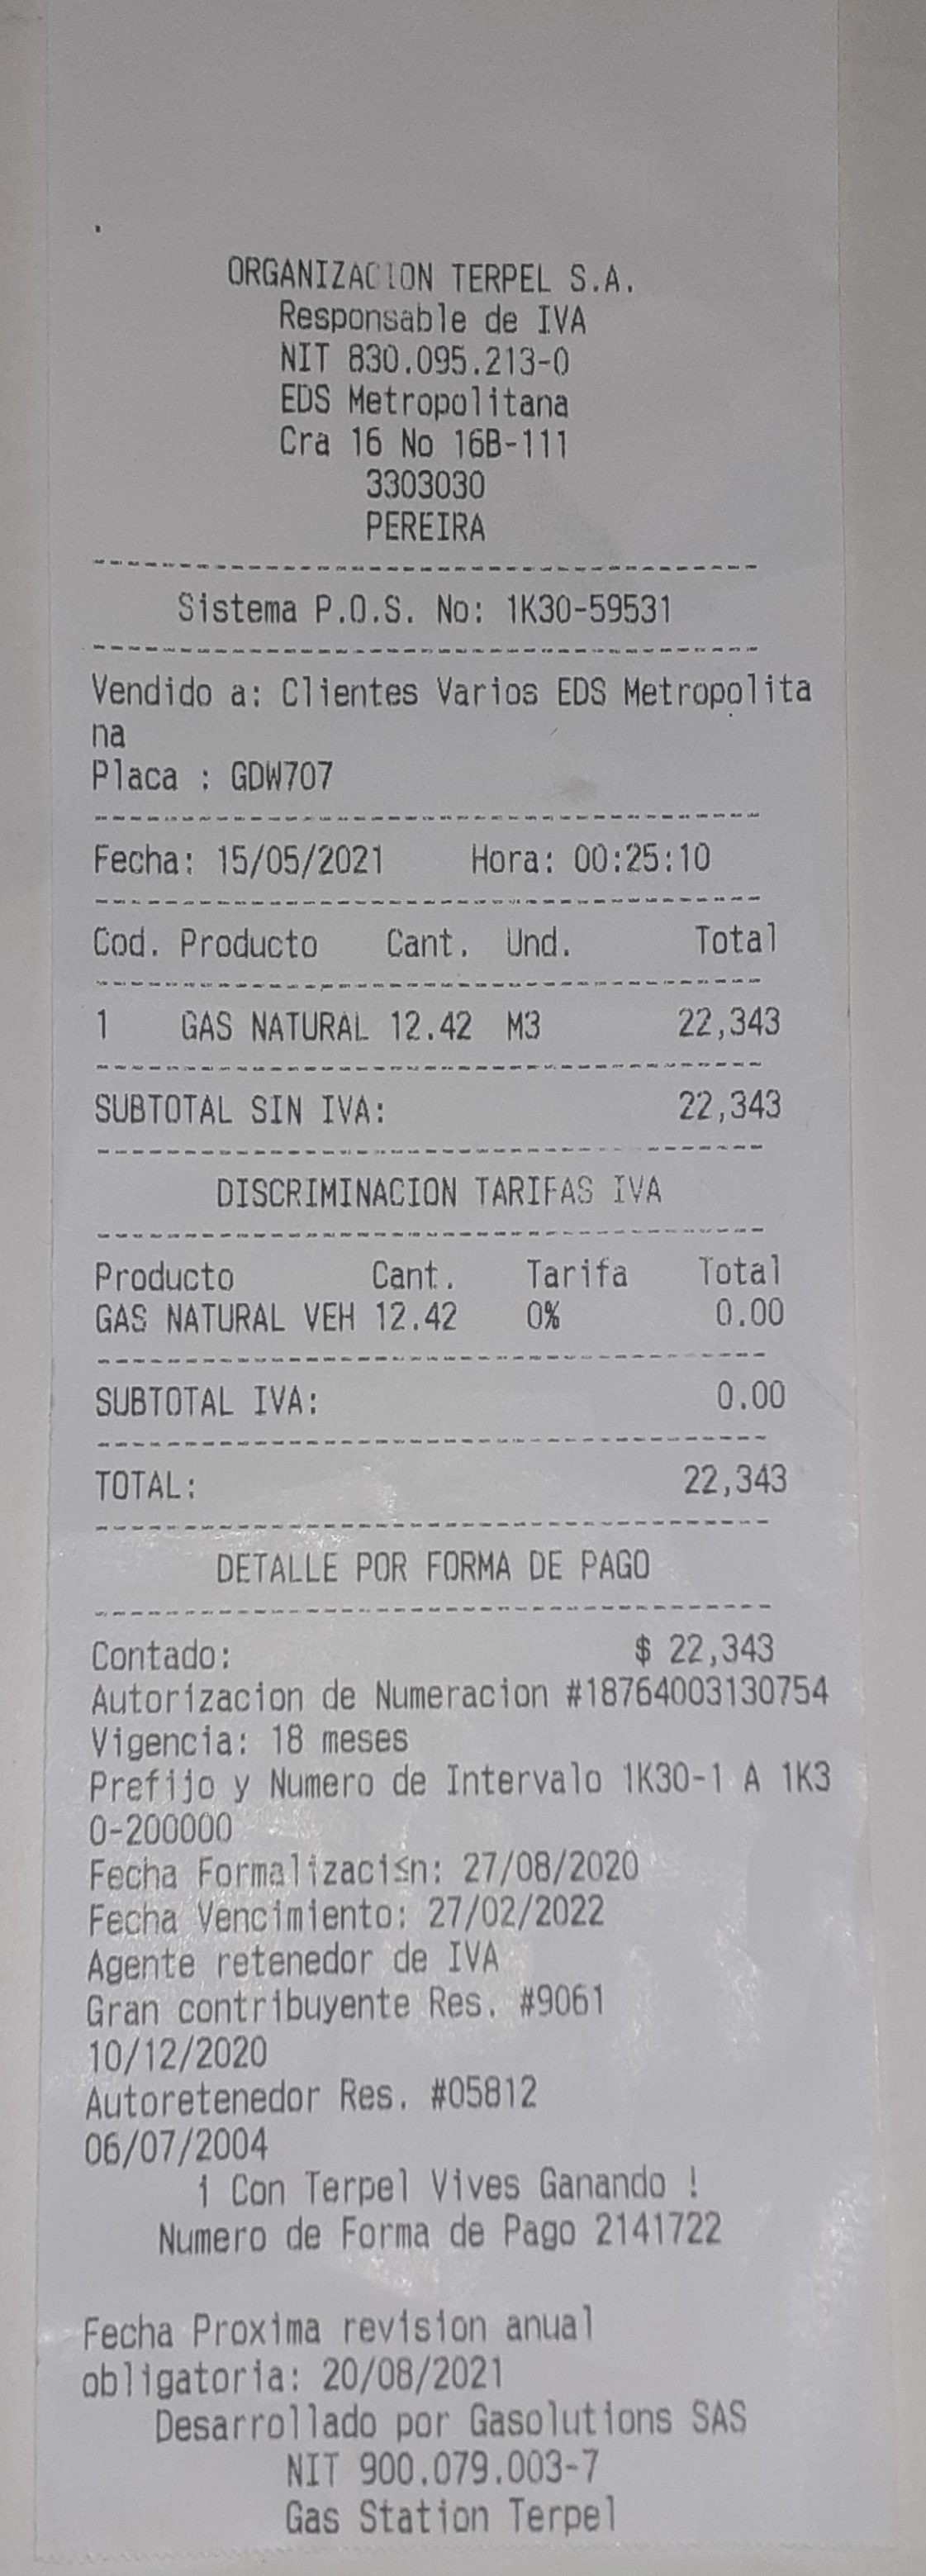 ORGANIZACION TERPEL S.A.
Responsable de IVA
NIT 830.095.213-0
EDS Metropolitana
Cra 16 No 16B-111
3303030
PEREIRA
Sistema P.O.S. No: 1K30-59531
Vendido a: Clientes Varios EDS Metropolita
na
Placa : GDW707
Fecha: 15/05/2021 Hora: 00:25:10
Cod. Producto Cant. Und. Total
1 GAS NATURAL 12.42 M3 22,343
SUBTOTAL SIN IVA: 22,343
DISCRIMINACION TARIFAS IVA
Producto Cant. Tarifa Total
GAS NATURAL VEH 12.42 0% 0.00
SUBTOTAL IVA: 0.00
TOTAL: 22,343
DETALLE POR FORMA DE PAGO
Contado: $ 22,343
Autorizacion de Numeracion #18764003130754
Vigencia: 18 meses
Prefijo y Numero de Intervalo 1K30-1 A 1K3
0-200000
Fecha Formalizaci≤n: 27/08/2020
Fecha Vencimiento: 27/02/2022
Agente retenedor de IVA
Gran contribuyente Res. #9061
10/12/2020
Autoretenedor Res. #05812
06/07/2004
¡ Con Terpel Vives Ganando !
Numero de Forma de Pago 2141722
Fecha Proxima revision anual
obligatoria: 20/08/2021
Desarrollado por Gasolutions SAS
NIT 900.079.003-7
Gas Station Terpel